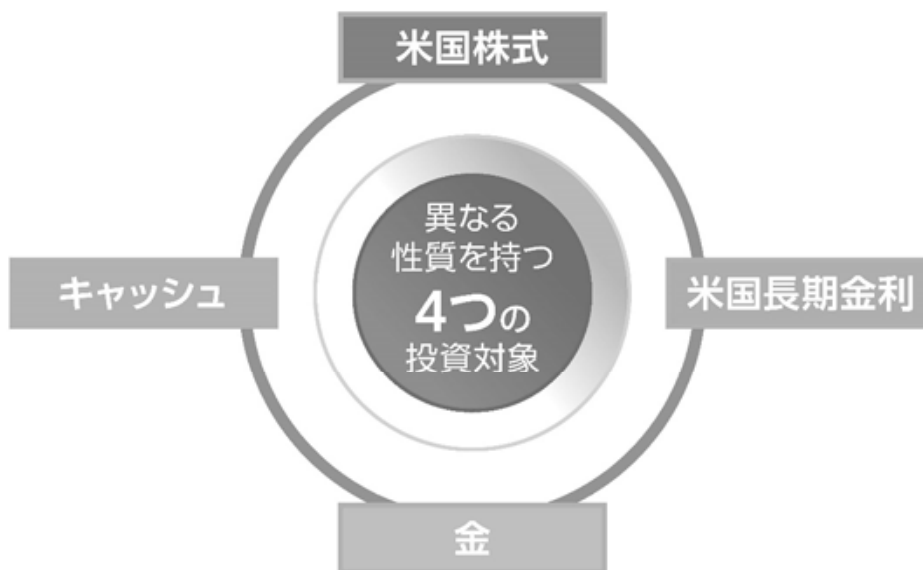 米国株式
異なる
性質を持つ
4つの
投資対象
キャッシュ
米国長期金利
金